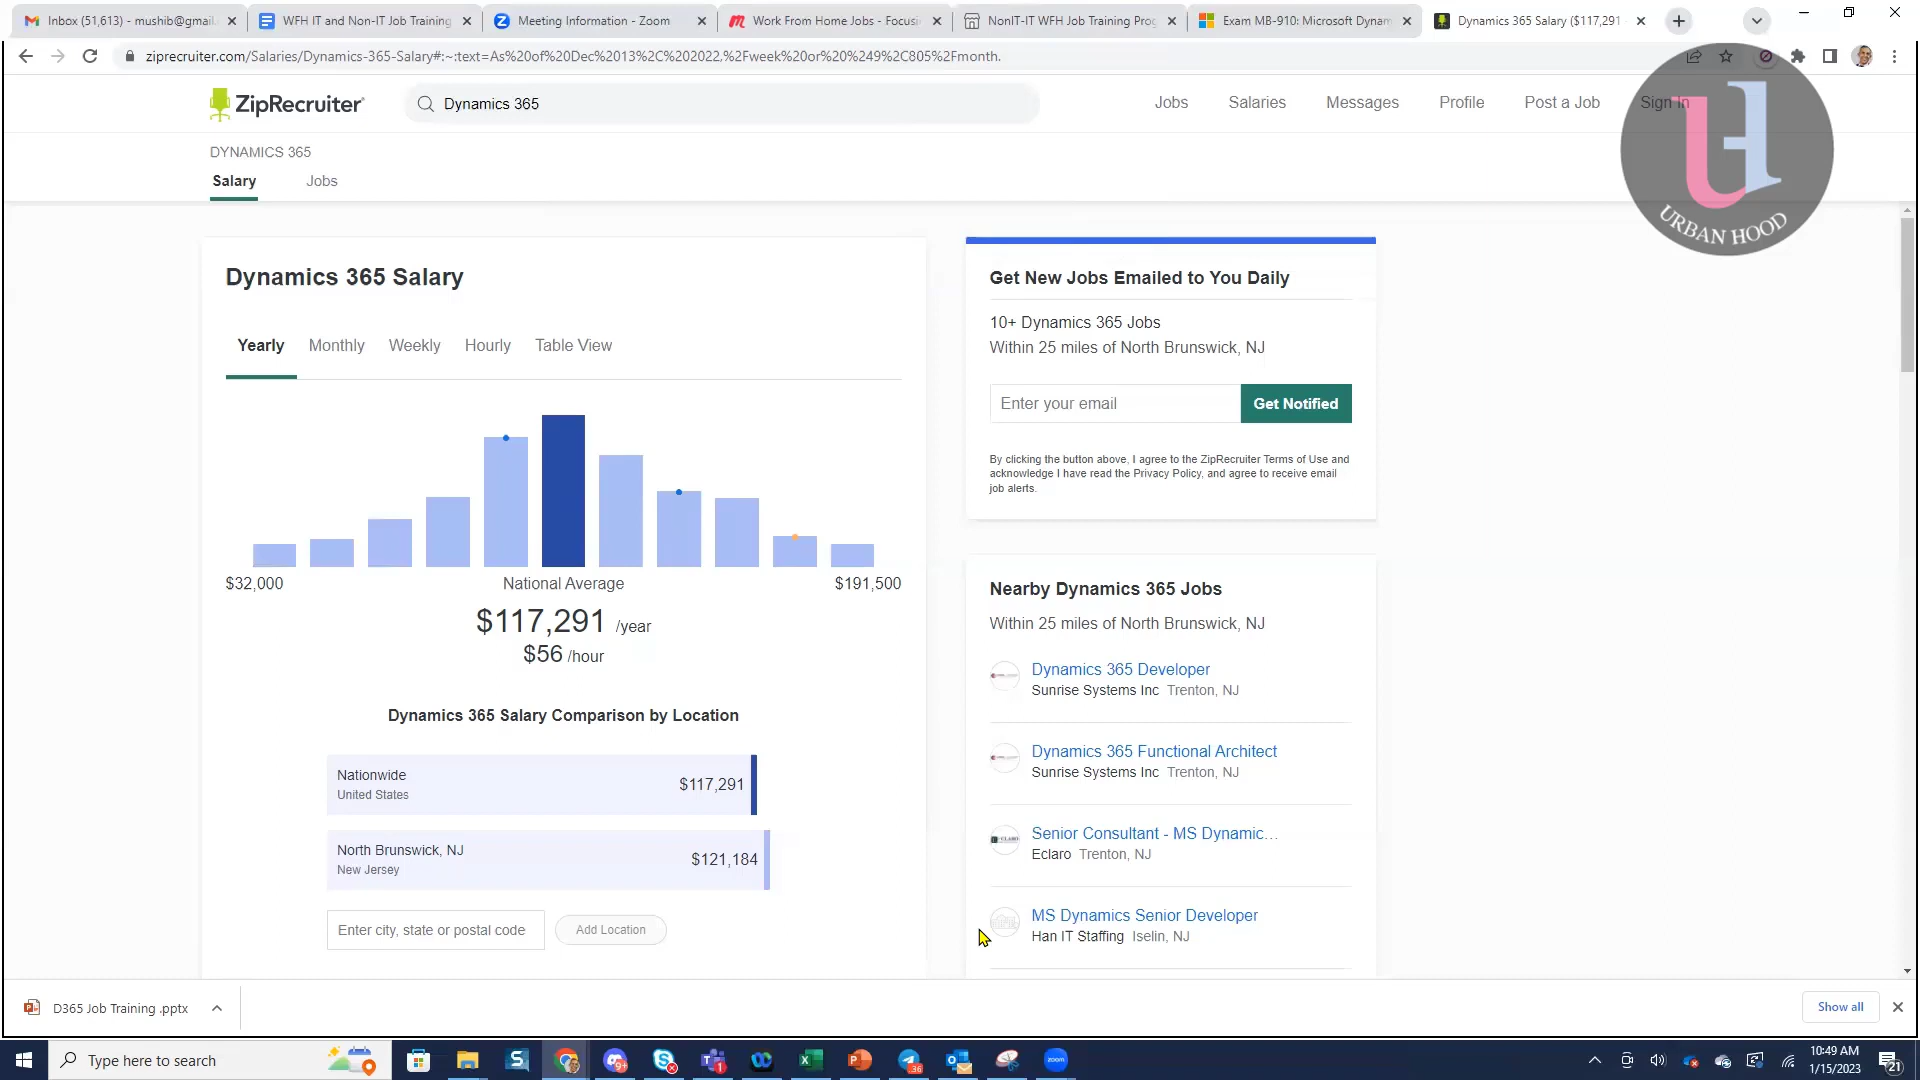 Inbox (51,613) - mushib@gmail.
WFH IT and Non-IT Job Training
Meeting Information - Zoom
Work From Home Jobs - Focusi
NonIT-IT WFH Job Training Pro
Exam MB-910: Microsoft Dynam
Dynamics 365 Salary ($117,291
ziprecruiter.com/Salaries/Dynamics-365-Salary#:~:text=As%20of%20Dec%2013%2C%202022,%2Fweek%20or%20%249%2C805%2Fmonth.
ZipRecruiter
Dynamics 365
Jobs
Salaries
Messages
Profile
Post a Job
Sign In
URBAN HOOD
DYNAMICS 365
Salary
Jobs
Dynamics 365 Salary
Yearly
Monthly
Weekly
Hourly
Table View
$32,000
National Average
$191,500
$117,291 /year
$56 /hour
Dynamics 365 Salary Comparison by Location
Nationwide
United States
$117,291
North Brunswick, NJ
New Jersey
$121,184
Enter city, state or postal code
Add Location
Get New Jobs Emailed to You Daily
10+ Dynamics 365 Jobs
Within 25 miles of North Brunswick, NJ
Enter your email
Get Notified
By clicking the button above, I agree to the ZipRecruiter Terms of Use and
acknowledge I have read the Privacy Policy, and agree to receive email
job alerts.
Nearby Dynamics 365 Jobs
Within 25 miles of North Brunswick, NJ
Dynamics 365 Developer
Sunrise Systems Inc Trenton, NJ
Dynamics 365 Functional Architect
Sunrise Systems Inc Trenton, NJ
Senior Consultant - MS Dynamic...
Eclaro Trenton, NJ
MS Dynamics Senior Developer
Han IT Staffing Iselin, NJ
D365 Job Training .pptx
Show all
Type here to search
10:49 AM
1/15/2023
21